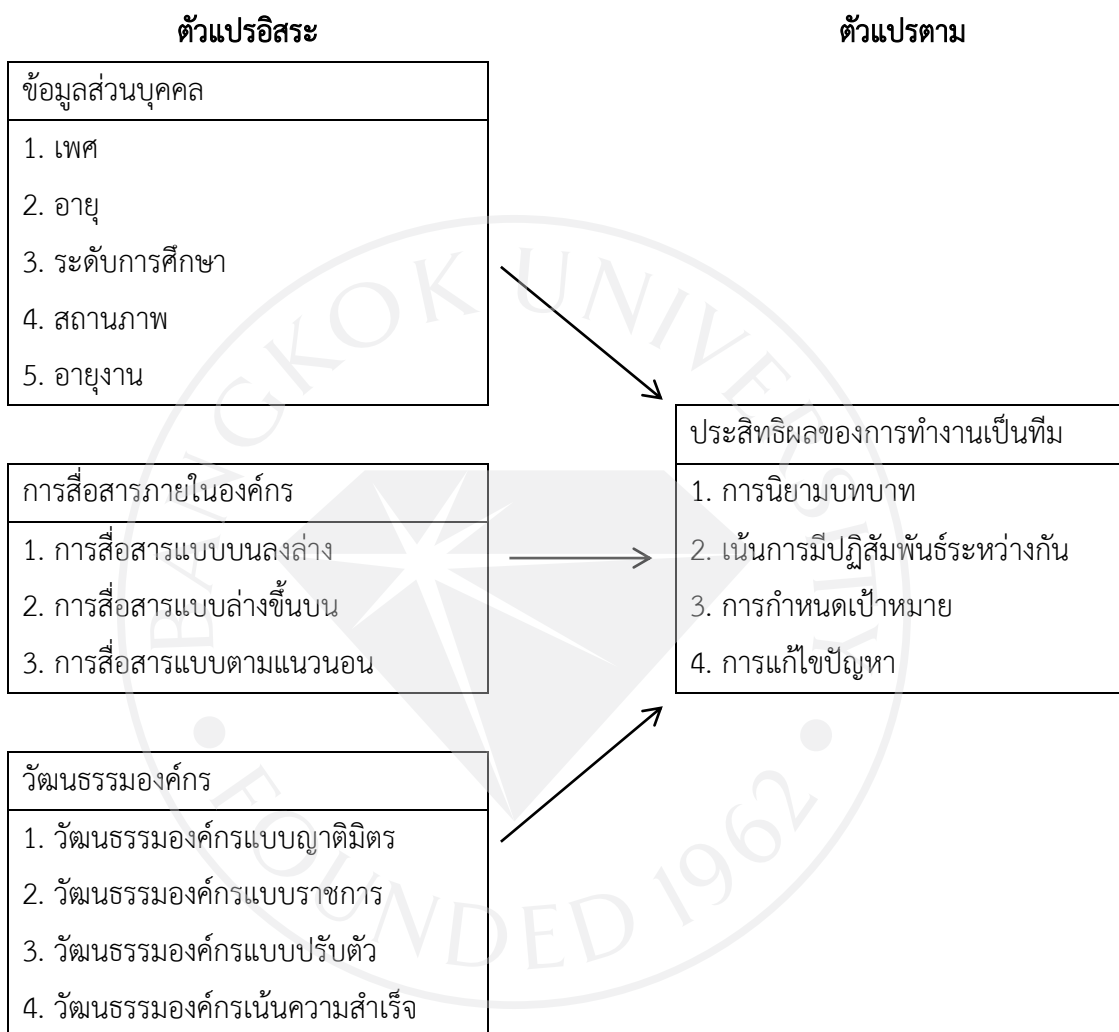 ตัวแปรอิสระ
ตัวแปรตาม
ข้อมูลส่วนบุคคล
1. เพศ
2. อายุ
3. ระดับการศึกษา
4. สถานภาพ
5. อายุงาน
การสื่อสารภายในองค์กร
1. การสื่อสารแบบบนลงล่าง
2. การสื่อสารแบบล่างขึ้นบน
3. การสื่อสารแบบตามแนวนอน
วัฒนธรรมองค์กร
1. วัฒนธรรมองค์กรแบบญาติมิตร
2. วัฒนธรรมองค์กรแบบราชการ
3. วัฒนธรรมองค์กรแบบปรับตัว
4. วัฒนธรรมองค์กรเน้นความสำเร็จ
ประสิทธิผลของการทำงานเป็นทีม
1. การนิยามบทบาท
2. เน้นการมีปฏิสัมพันธ์ระหว่างกัน
3. การกำหนดเป้าหมาย
4. การแก้ไขปัญหา
BANGKOK UNIVERSITY
FOUNDED 1962